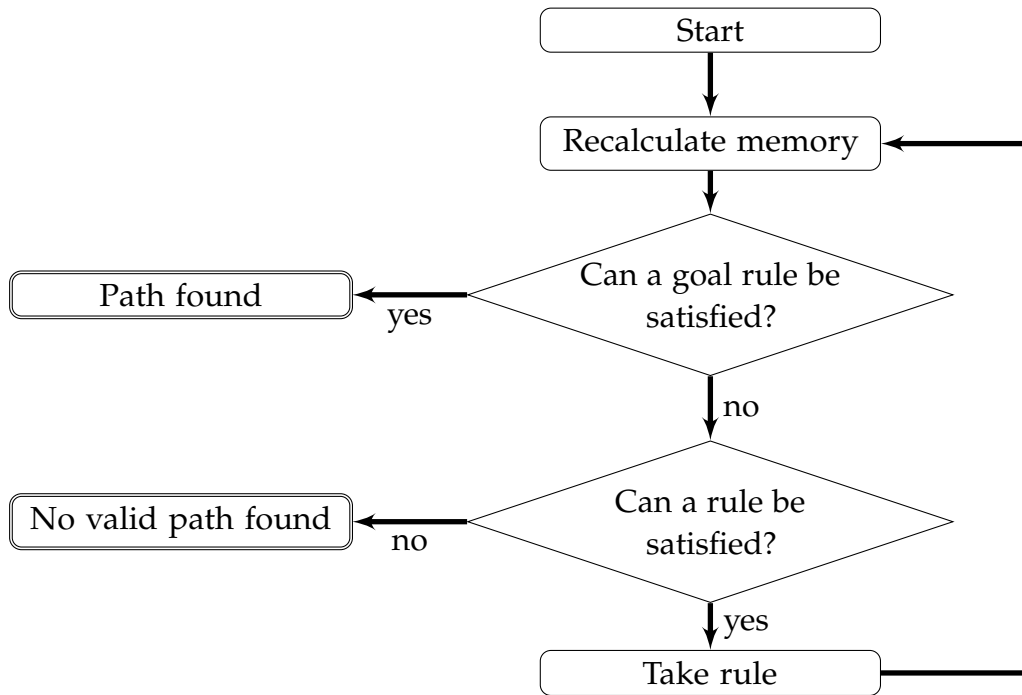 Start
Recalculate memory
Can a goal rule be
satisfied?
Path found
yes
no
Can a rule be
satisfied?
No valid path found
no
yes
Take rule